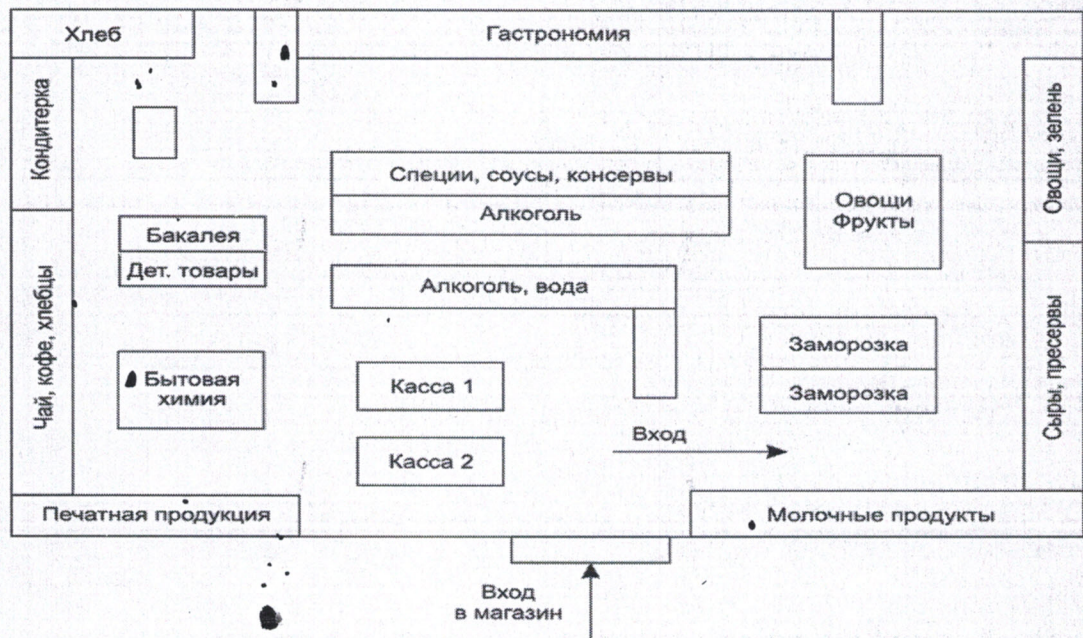 Хлеб
Гастрономия
Кондитерка
Овощи, зелень
Специи, соусы, консервы
Алкоголь
Овощи
Фрукты
Бакалея
Дет. товары
Алкоголь, вода
Чай, кофе, хлебцы
Сыры, пресервы
Заморозка
Заморозка
Бытовая
химия
Касса 1
Касса 2
Вход
Печатная продукция
Молочные продукты
Вход
в магазин